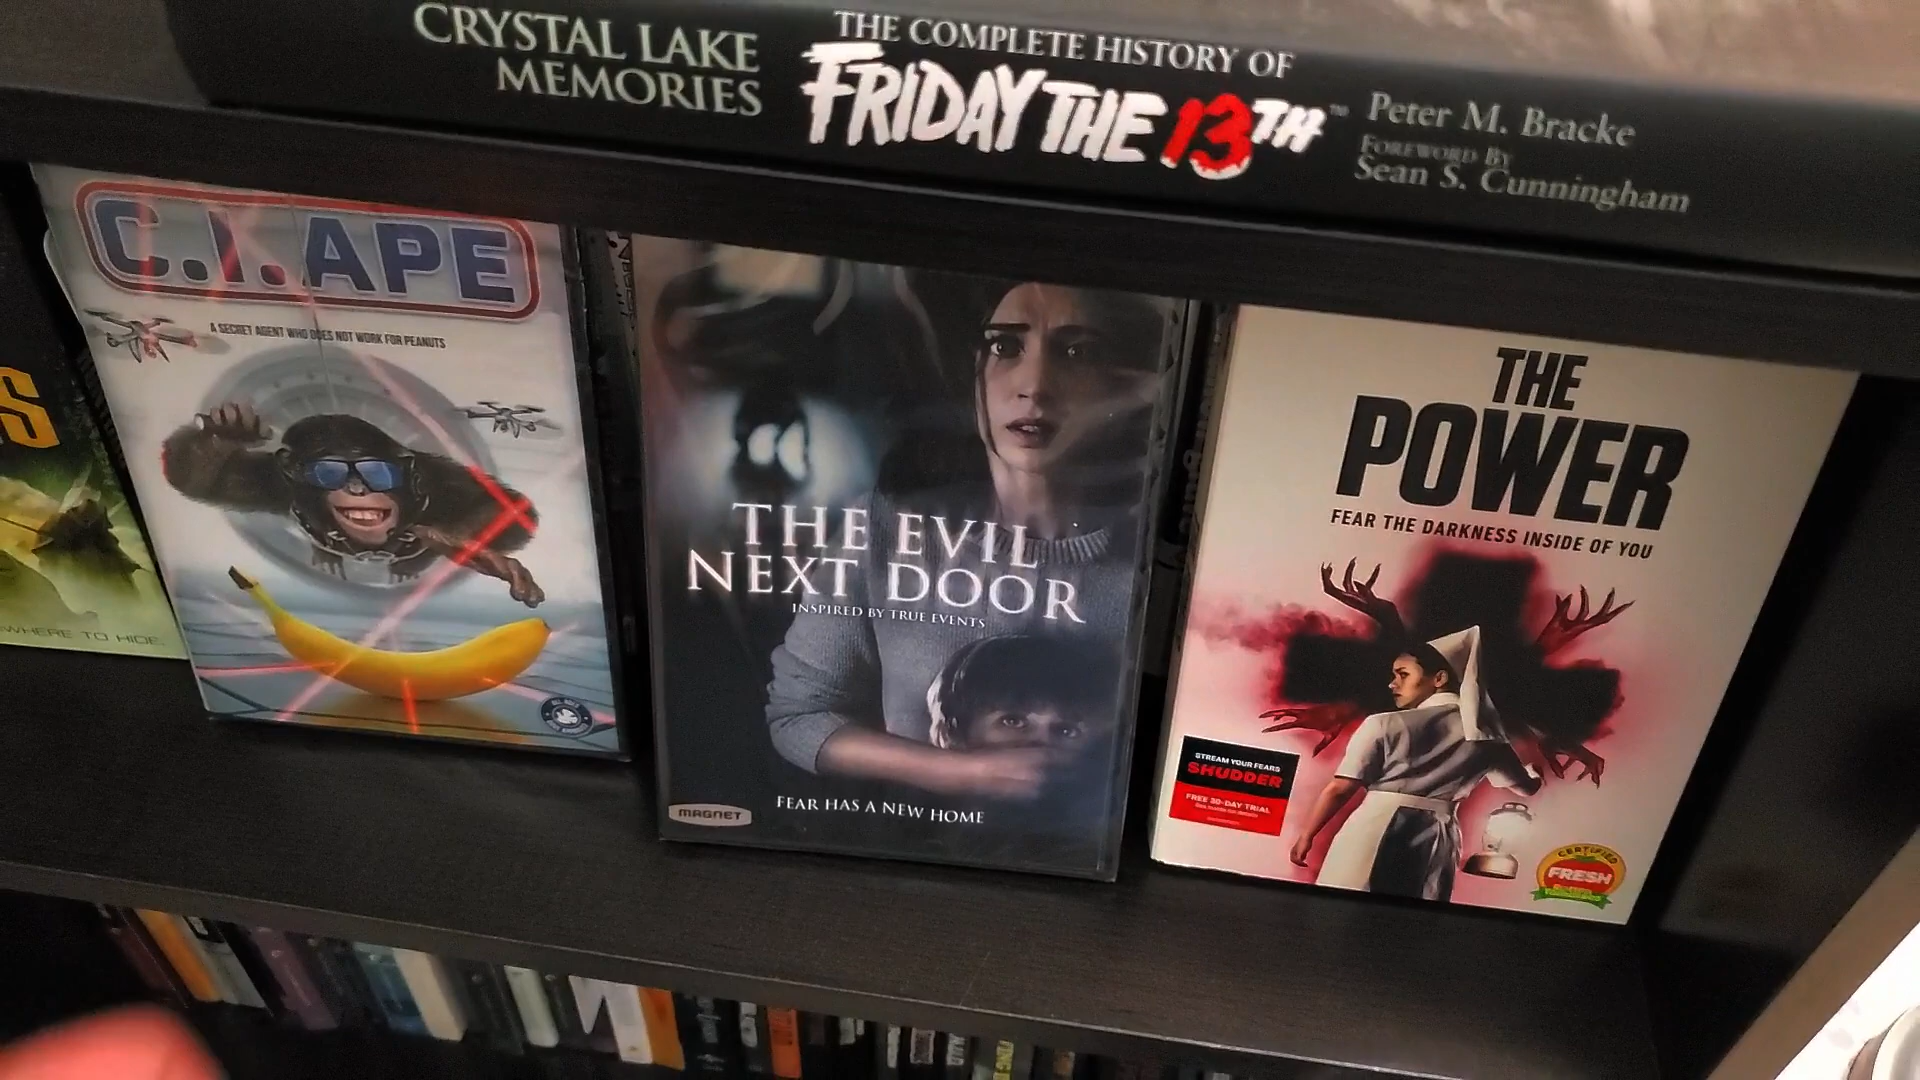 CRYSTAL LAKE
MEMORIES
THE COMPLETE HISTORY OF
FRIDAY THE 13TH™
Peter M. Bracke
FOREWORD BY
Sean S. Cunningham
S
WHERE TO HIDE.
C.I.APE
A SECRET AGENT WHO DOES NOT WORK FOR PEANUTS
THE EVIL
NEXT DOOR
INSPIRED BY TRUE EVENTS
MAGNET
FEAR HAS A NEW HOME
THE
POWER
FEAR THE DARKNESS INSIDE OF YOU
STREAM YOUR FEARS
SHUDDER
FREE 30-DAY TRIAL
CERTIFIED
FRESH